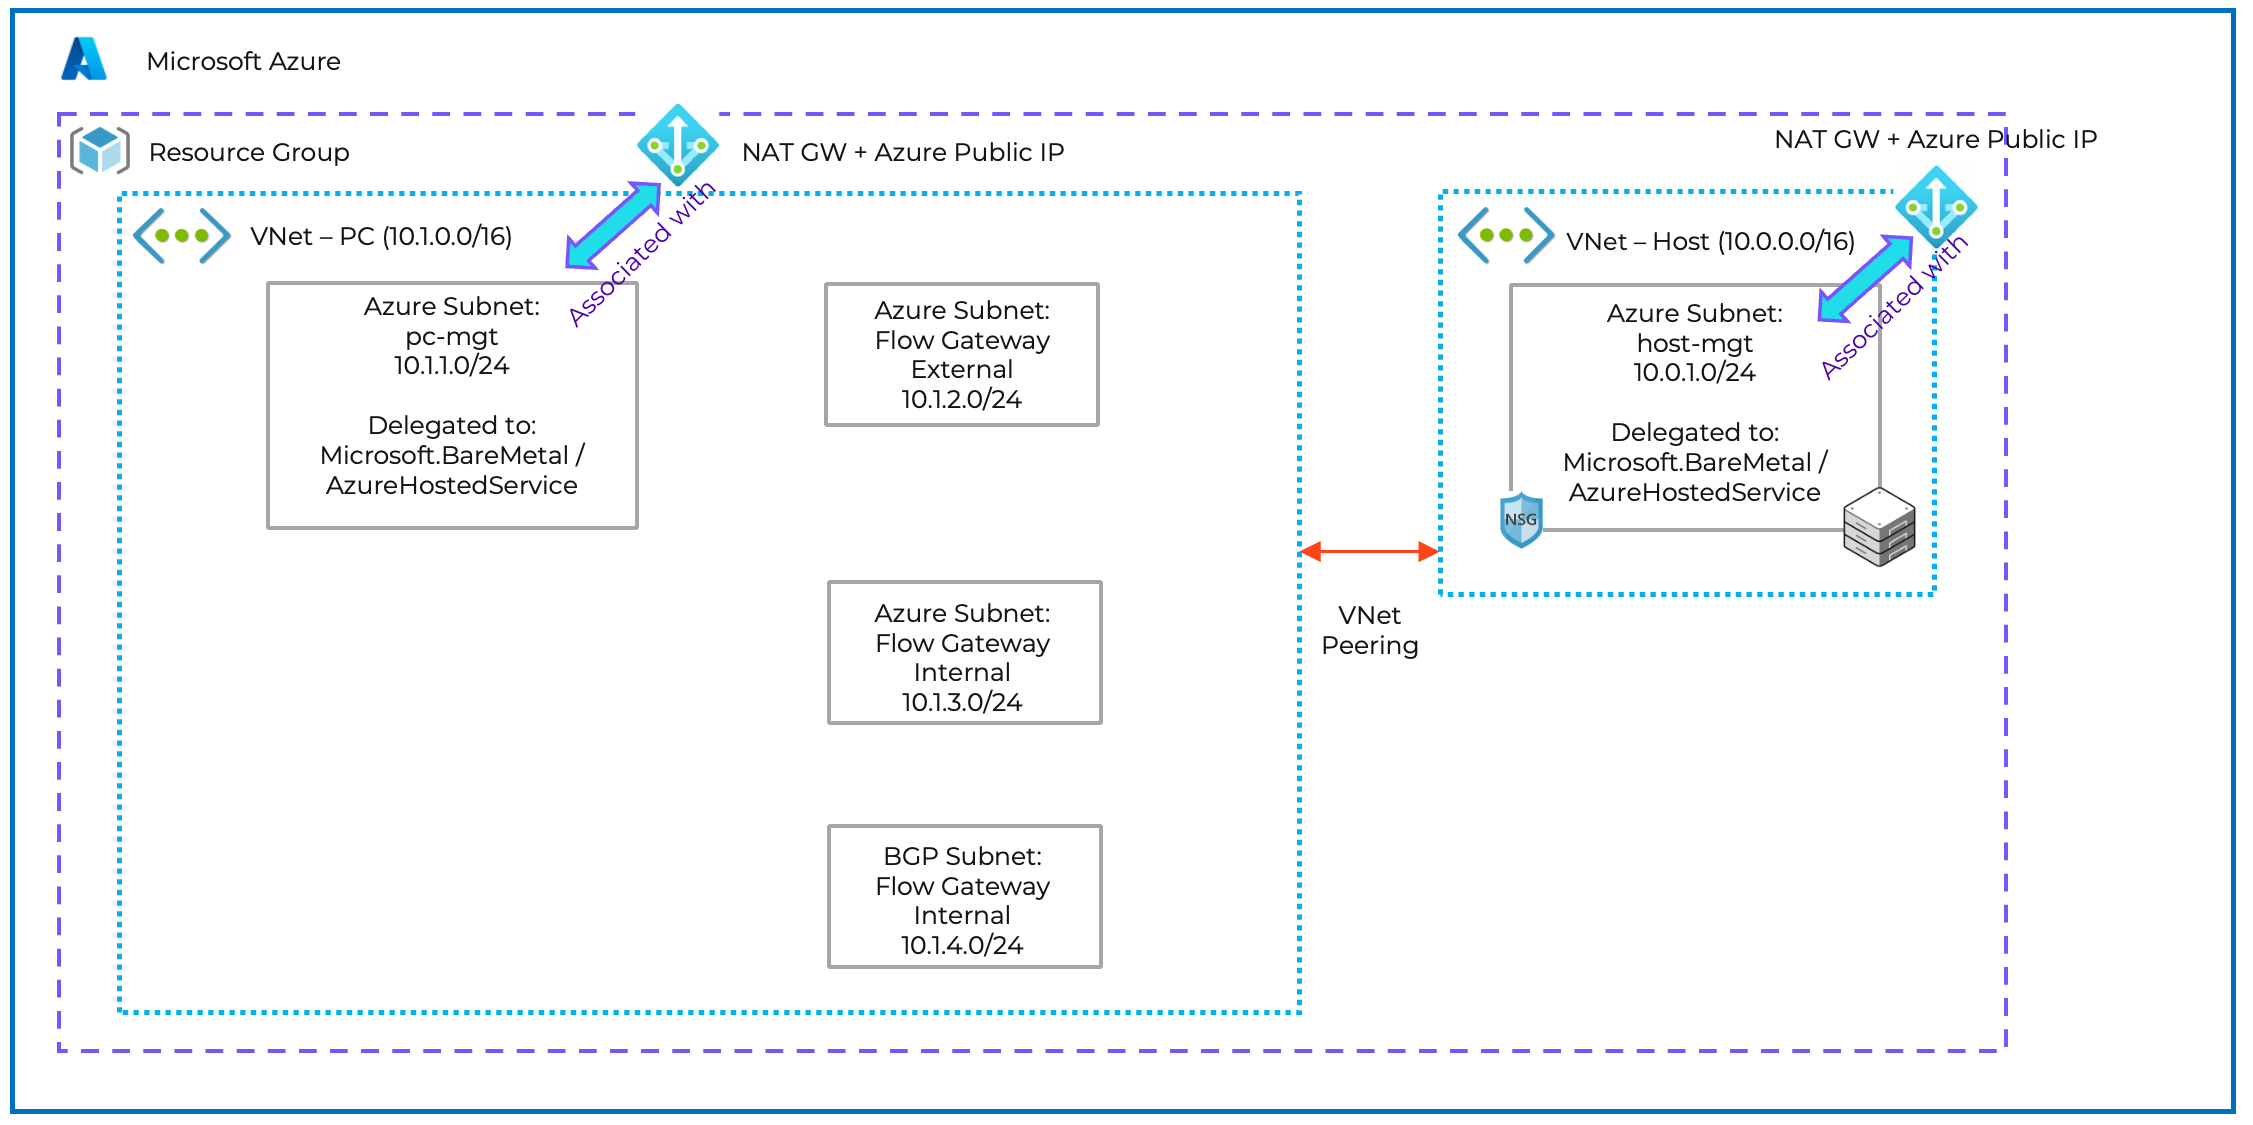 Microsoft Azure
Resource Group
NAT GW + Azure Public IP
NAT GW + Azure Public IP
Associated with
VNet – PC (10.1.0.0/16)
Azure Subnet:
pc-mgt
10.1.1.0/24
Delegated to:
Microsoft.BareMetal /
AzureHostedService
Azure Subnet:
Flow Gateway
External
10.1.2.0/24
Azure Subnet:
Flow Gateway
Internal
10.1.3.0/24
BGP Subnet:
Flow Gateway
Internal
10.1.4.0/24
VNet
Peering
VNet – Host (10.0.0.0/16)
Associated with
Azure Subnet:
host-mgt
10.0.1.0/24
Delegated to:
Microsoft.BareMetal /
AzureHostedService
NSG